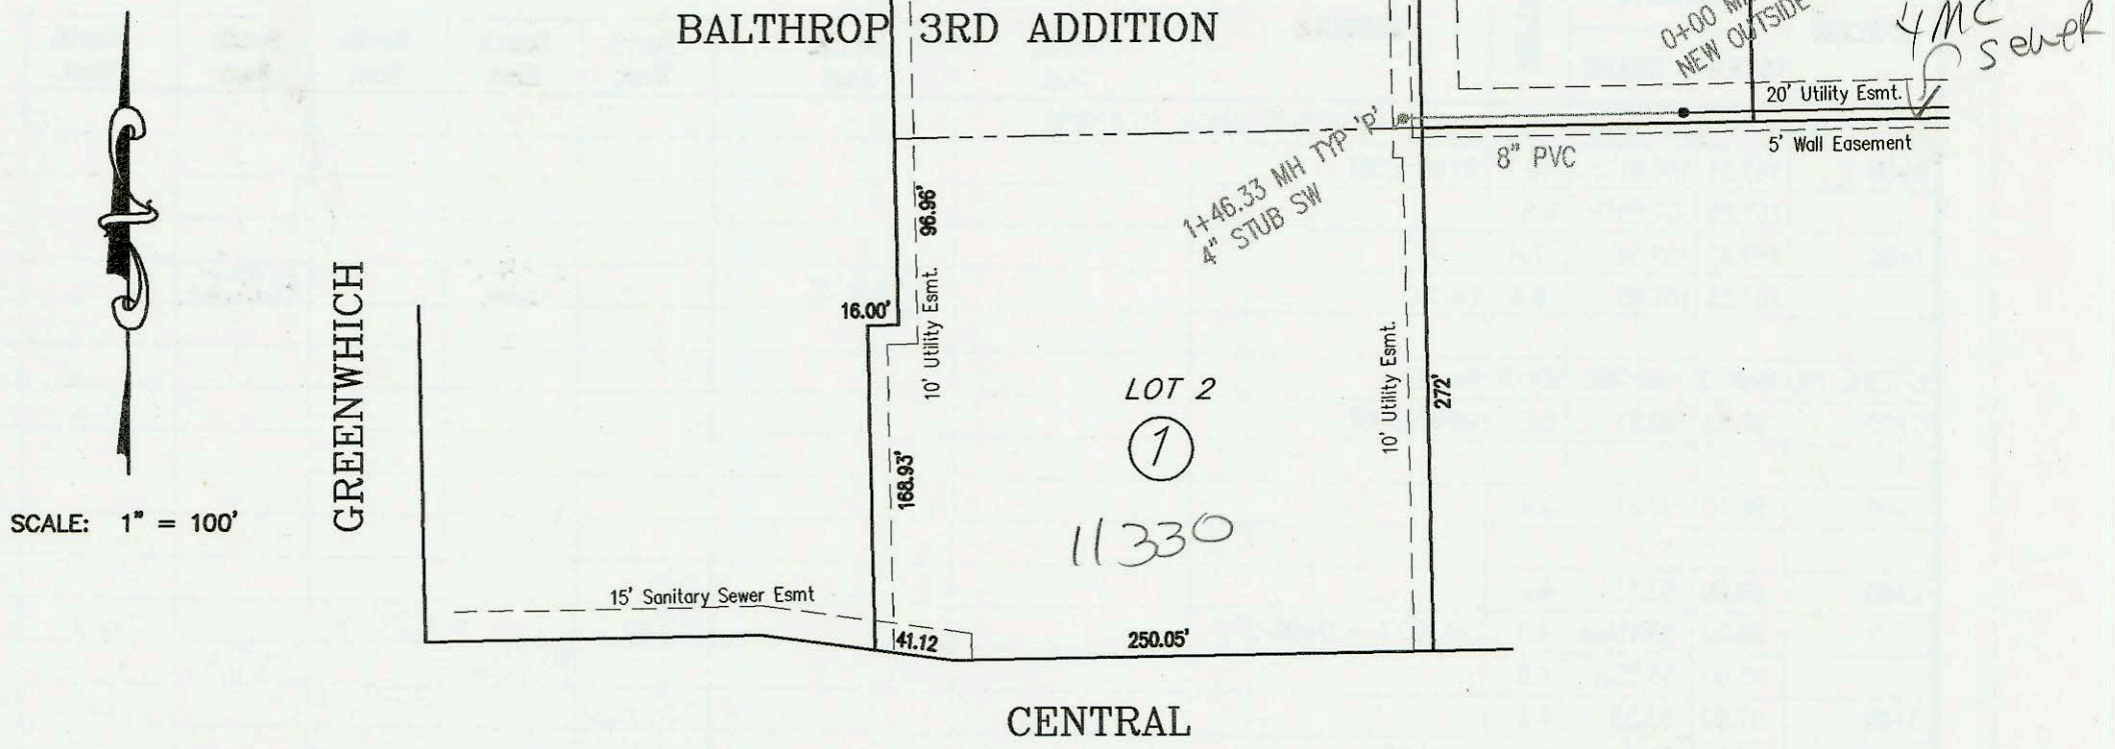 BALTHROP 3RD ADDITION
0+00
NEW OUTSIDE
4 MC
Sewer
20' Utility Esmt.
5' Wall Easement
8" PVC
1+46.33 MH TYP 'P'
4" STUB SW
96.96'
10' Utility Esmt.
16.00'
GREENWHICH
LOT 2
1
11330
10' Utility Esmt.
272'
168.93'
SCALE: 1" = 100'
15' Sanitary Sewer Esmt
41.12
250.05'
CENTRAL